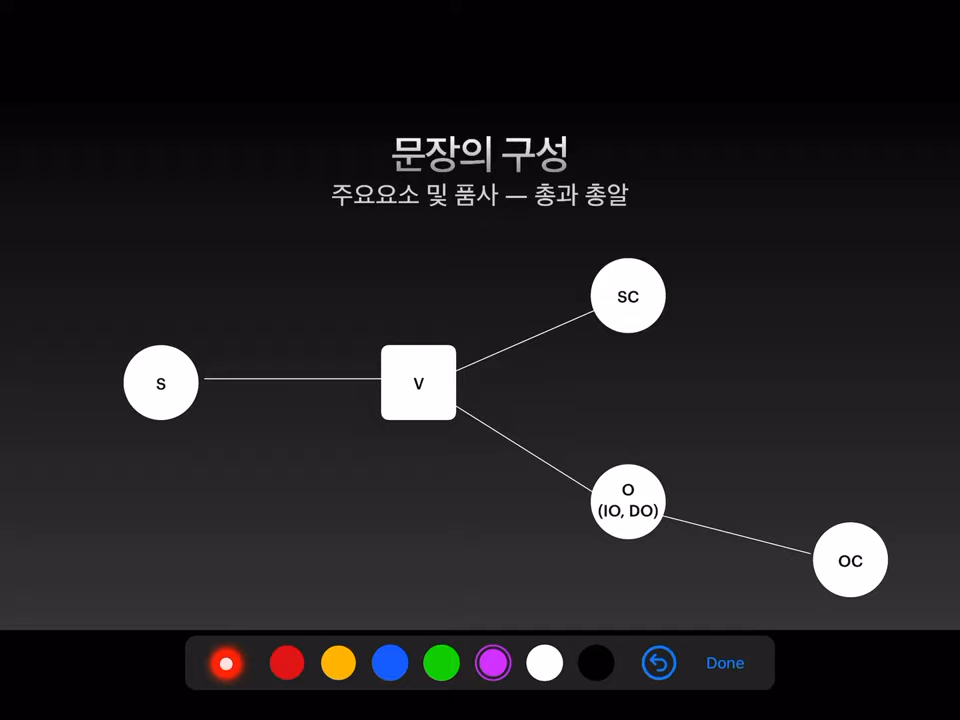 문장의 구성
주요요소 및 품사 — 총과 총알
SC
S
V
O
(IO, DO)
OC
Done